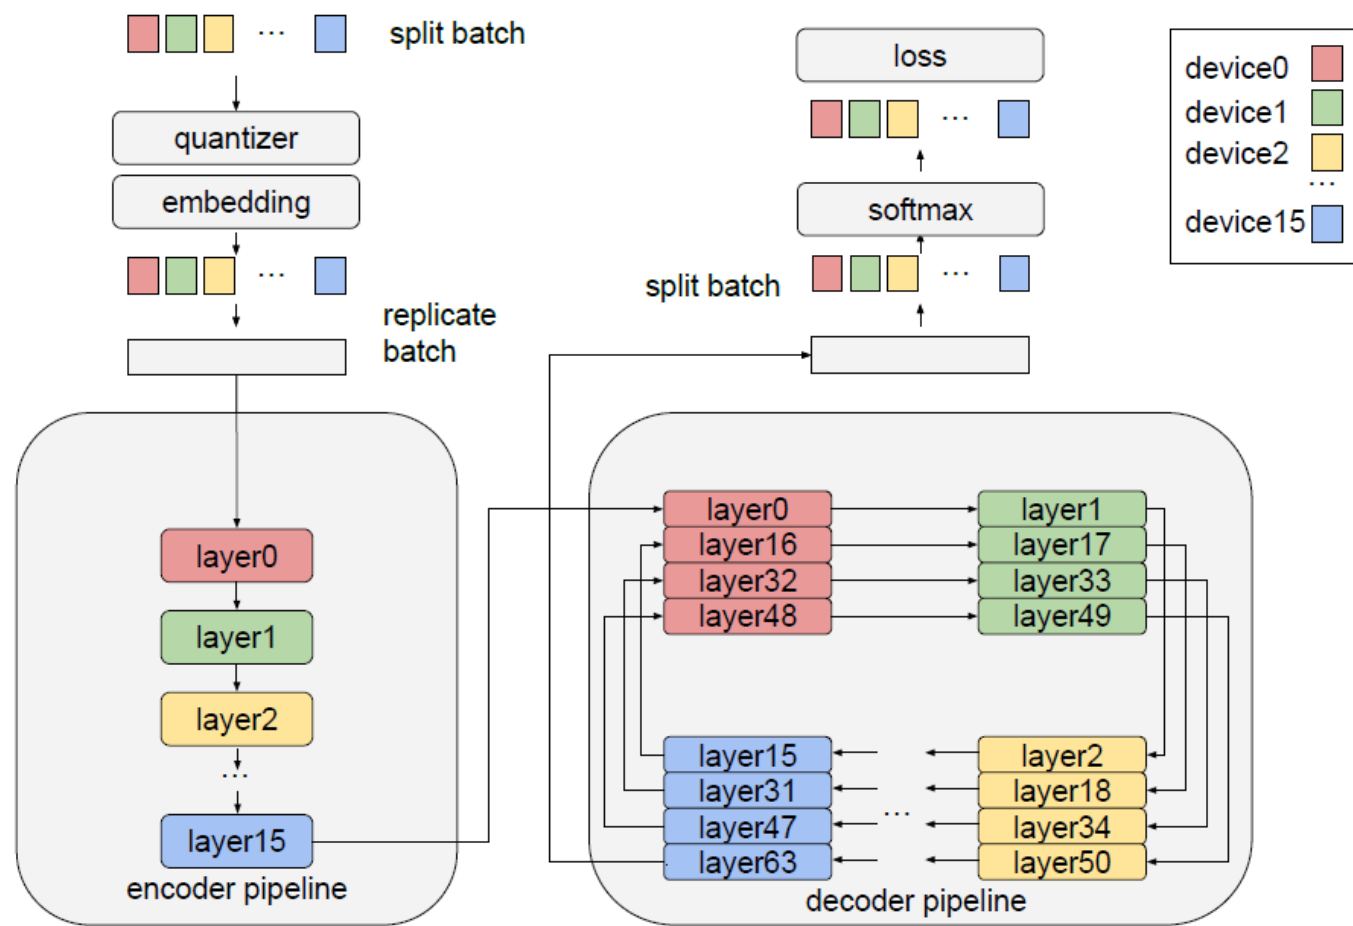 split batch
...
quantizer
embedding
...
replicate
batch
layer0
layer1
layer2
...
layer15
encoder pipeline
loss
...
softmax
split batch
...
layer0
layer16
layer32
layer48
layer1
layer17
layer33
layer49
layer15
layer31
layer47
layer63
...
layer2
layer18
layer34
layer50
decoder pipeline
device0
device1
device2
...
device15